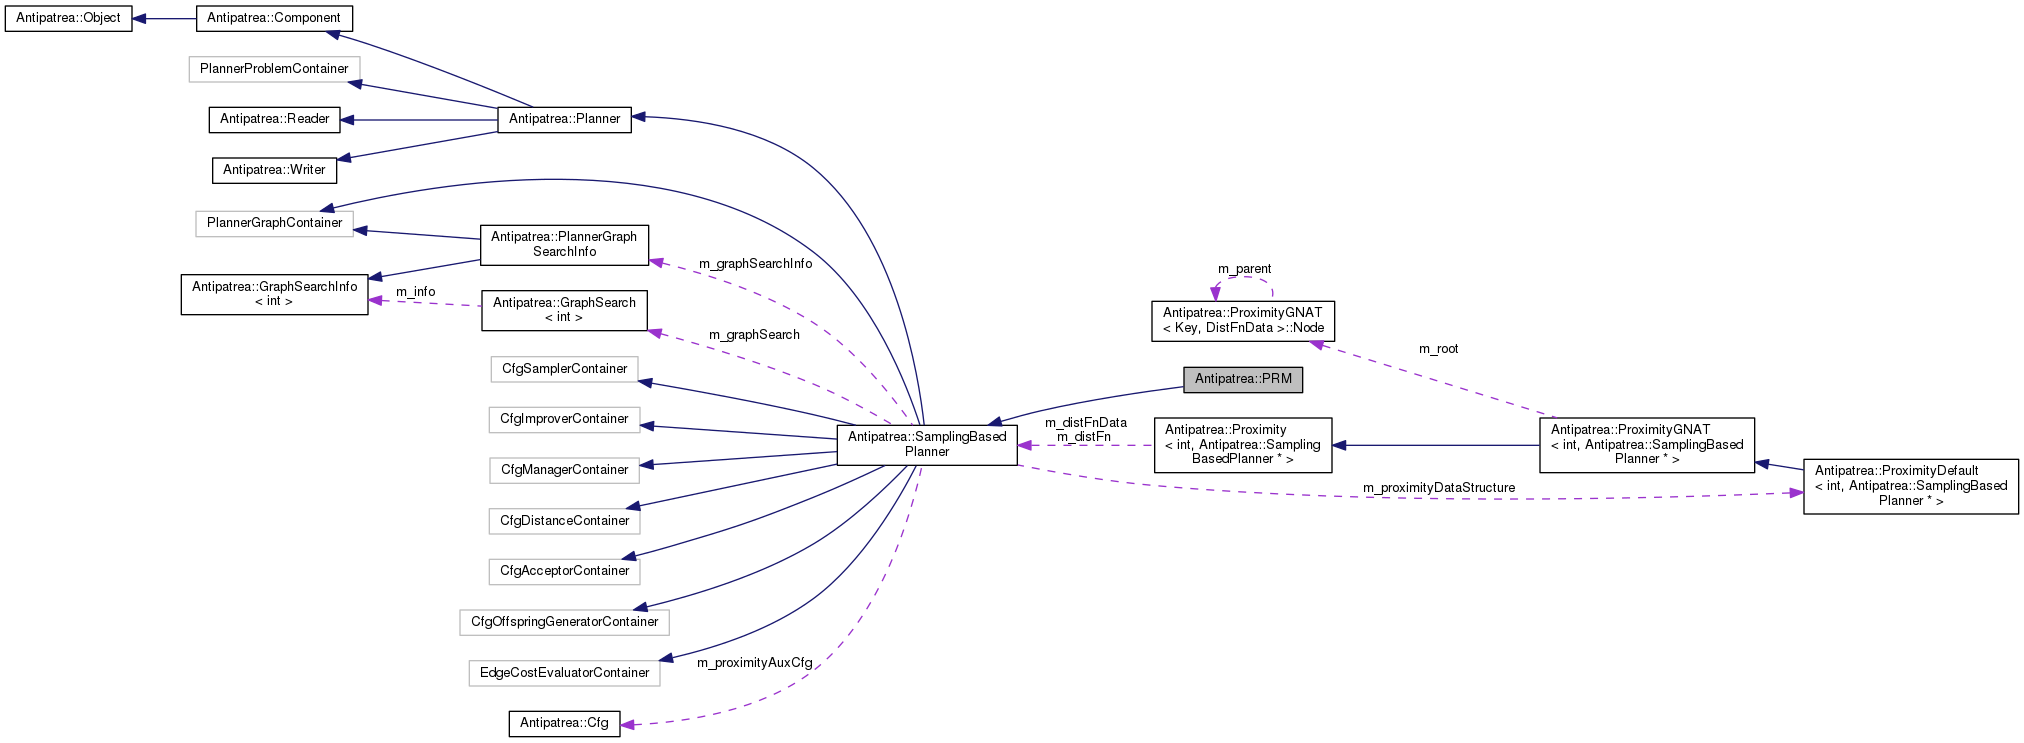 Antipatrea::Object
Antipatrea::Component
PlannerProblemContainer
Antipatrea::Reader
Antipatrea::Planner
Antipatrea::Writer
PlannerGraphContainer
Antipatrea::PlannerGraph
SearchInfo
m_graphSearchInfo
Antipatrea::GraphSearchInfo
< int >
m_info
Antipatrea::GraphSearch
< int >
m_graphSearch
m_parent
Antipatrea::ProximityGNAT
< Key, DistFnData >::Node
m_root
CfgSamplerContainer
Antipatrea::PRM
CfgImproverContainer
CfgManagerContainer
Antipatrea::SamplingBased
Planner
m_distFnData
m_distFn
Antipatrea::Proximity
< int, Antipatrea::Sampling
BasedPlanner * >
Antipatrea::ProximityGNAT
< int, Antipatrea::SamplingBased
Planner * >
m_proximityDataStructure
Antipatrea::ProximityDefault
< int, Antipatrea::SamplingBased
Planner * >
CfgDistanceContainer
CfgAcceptorContainer
CfgOffspringGeneratorContainer
EdgeCostEvaluatorContainer
m_proximityAuxCfg
Antipatrea::Cfg